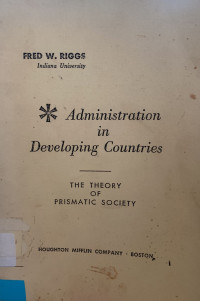 FRED W. RIGGS
Indiana University
Administration
in
Developing Countries
THE THEORY
OF
PRISMATIC SOCIETY
HOUGHTON MIFFLIN COMPANY · BOSTON